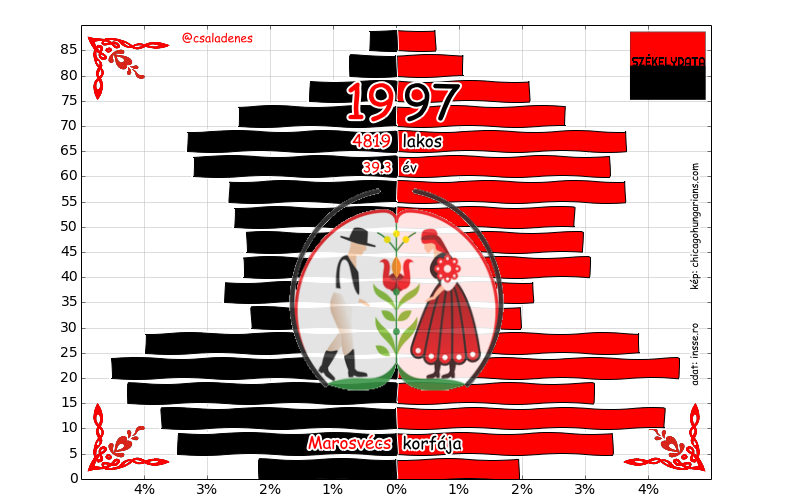 @csaladenes
SZÉKELYDATA
1997
4819 lakos
39.3 év
kép: chicagohungarians.com
adat: insse.ro
Marosvécs korfája
85
80
75
70
65
60
55
50
45
40
35
30
25
20
15
10
5
0
4% 3% 2% 1% 0% 1% 2% 3% 4%